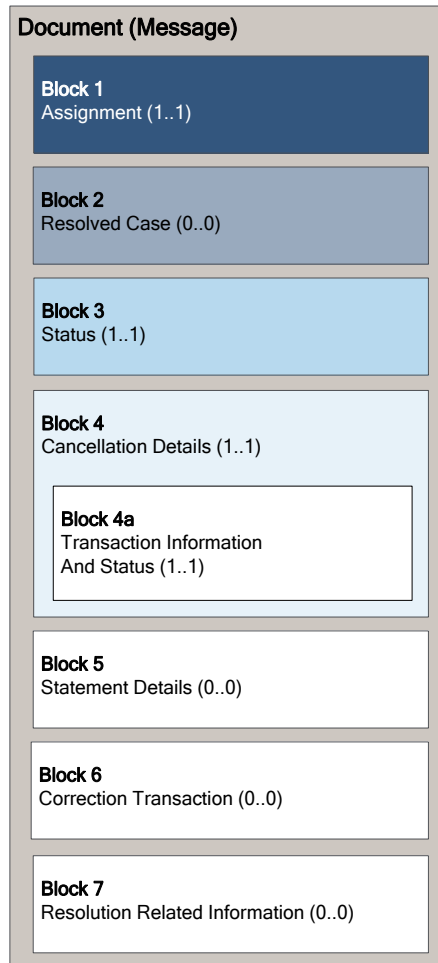 Document (Message)
Block 1
Assignment (1..1)
Block 2
Resolved Case (0..0)
Block 3
Status (1..1)
Block 4
Cancellation Details (1..1)
Block 4a
Transaction Information
And Status (1..1)
Block 5
Statement Details (0..0)
Block 6
Correction Transaction (0..0)
Block 7
Resolution Related Information (0..0)